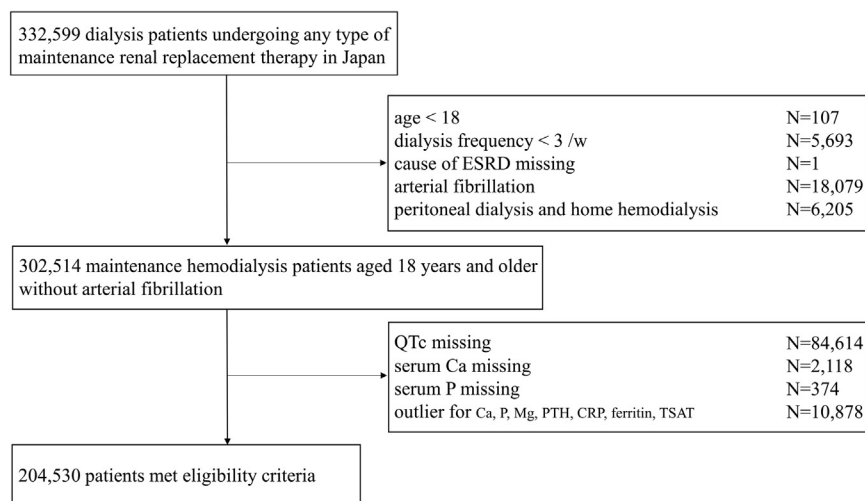 332,599 dialysis patients undergoing any type of
maintenance renal replacement therapy in Japan
age < 18 N=107
dialysis frequency < 3 /w N=5,693
cause of ESRD missing N=1
arterial fibrillation N=18,079
peritoneal dialysis and home hemodialysis N=6,205
302,514 maintenance hemodialysis patients aged 18 years and older
without arterial fibrillation
QTc missing N=84,614
serum Ca missing N=2,118
serum P missing N=374
outlier for Ca, P, Mg, PTH, CRP, ferritin, TSAT N=10,878
204,530 patients met eligibility criteria